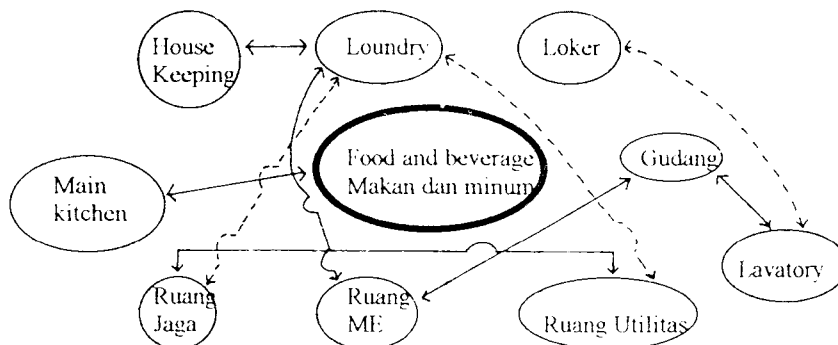 House
Keeping
Loundry
Loker
Food and beverage
Makan dan minum
Gudang
Main
kitchen
Lavatory
Ruang
Jaga
Ruang
ME
Ruang Utilitas